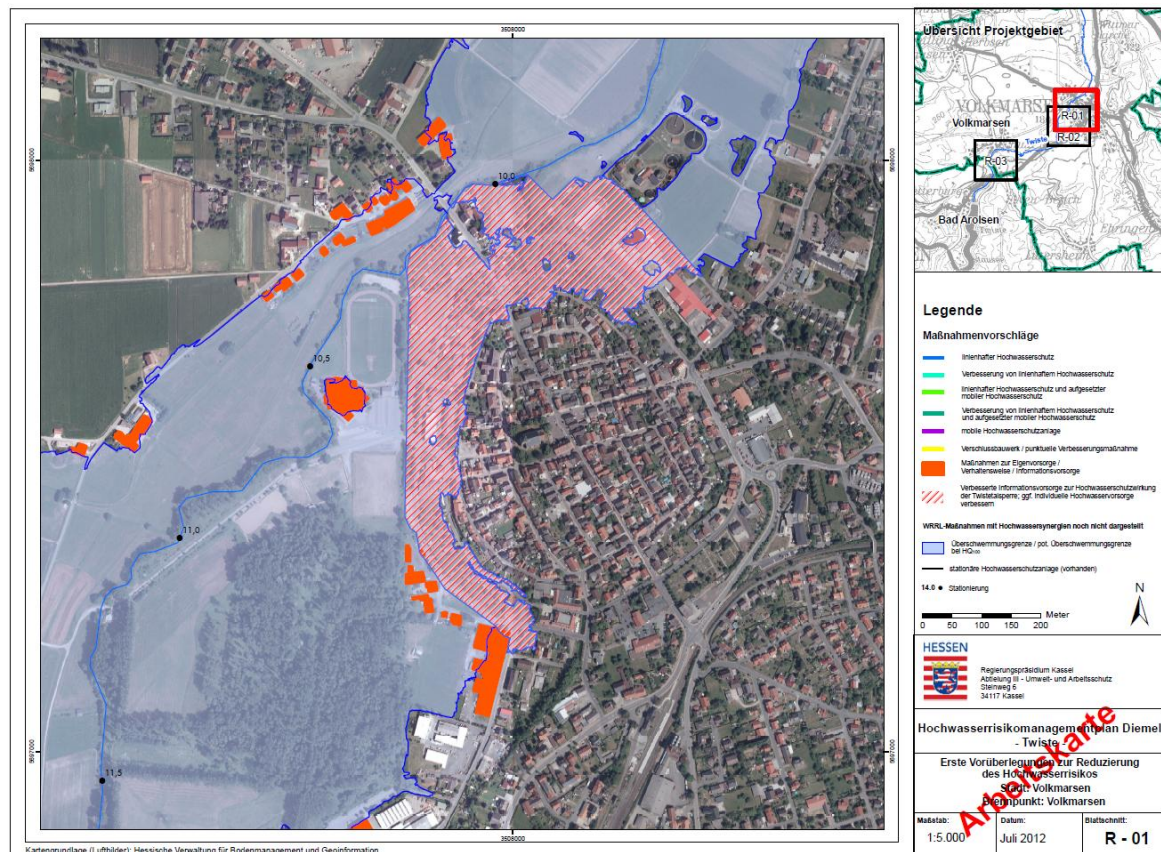 3508000
5698000
10,0
10,5
11,0
11,5
5697000
3508000
5698000
5697000
Kartengrundlage (Luftbilder): Hessische Verwaltung für Bodenmanagement und Geoinformation
Übersicht Projektgebiet
VOLKMARSE
Volkmarsen
R-01
R-02
Twiste
R-03
Bad Arolsen
Legende
Maßnahmenvorschläge
linienhafter Hochwasserschutz
Verbesserung von linienhaftem Hochwasserschutz
linienhafter Hochwasserschutz und aufgesetzter
mobiler Hochwasserschutz
Verbesserung von linienhaftem Hochwasserschutz
und aufgesetzter mobiler Hochwasserschutz
mobile Hochwasserschutzanlage
Verschlussbauwerk / punktuelle Verbesserungsmaßnahme
Maßnahmen zur Eigenvorsorge /
Verhaltensweise / Informationsvorsorge
Verbesserte Informationsvorsorge zur Hochwasserschutzwirkung
der Twistetalsperre; ggf. individuelle Hochwasservorsorge
verbessern
WRRL-Maßnahmen mit Hochwassersynergien noch nicht dargestellt
Überschwemmungsgrenze / pot. Überschwemmungsgrenze
bei HQ100
stationäre Hochwasserschutzanlage (vorhanden)
14.0 Stationierung
Meter
0 50 100 150 200
N
HESSEN
Regierungspräsidium Kassel
Abteilung III - Umwelt- und Arbeitsschutz
Steinweg 6
34117 Kassel
Hochwasserrisikomanagementplan Diemel
- Twiste -
Erste Vorüberlegungen zur Reduzierung
des Hochwasserrisikos
Stadt: Volkmarsen
Brennpunkt: Volkmarsen
Arbeitskarte
Maßstab: Datum: Blattschnitt:
1:5.000 Juli 2012 R - 01